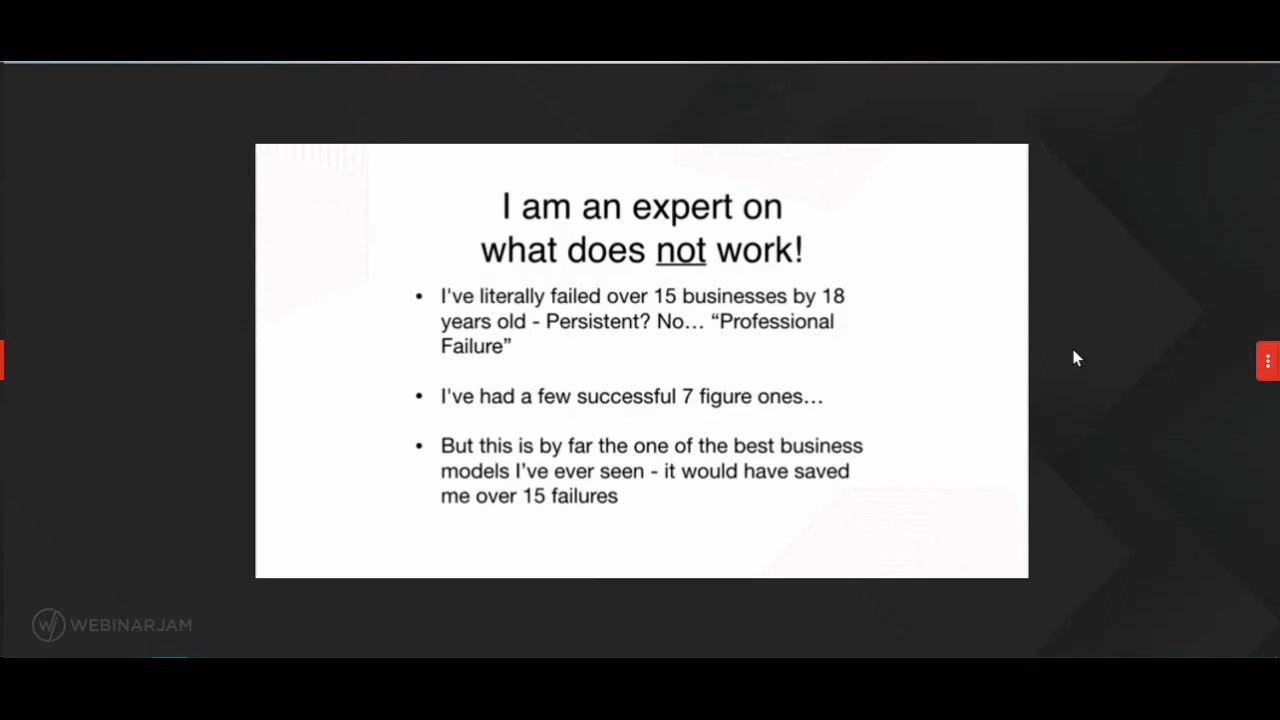 I am an expert on
what does not work!
• I've literally failed over 15 businesses by 18
years old - Persistent? No… “Professional
Failure”
• I've had a few successful 7 figure ones…
• But this is by far the one of the best business
models I’ve ever seen - it would have saved
me over 15 failures
WEBINARJAM